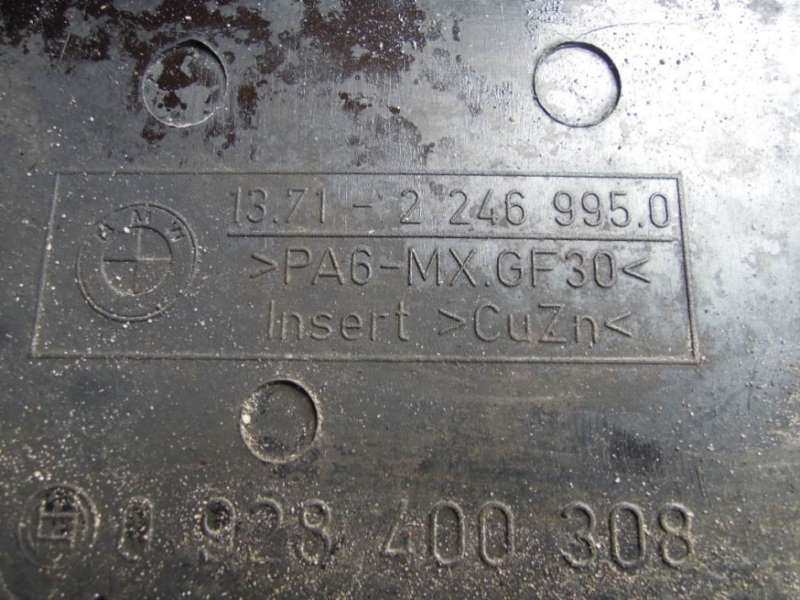 BMW
13.71 - 2 246 995.0
>PA6-MX.GF30<
Insert >CuZn<
0 928 400 308